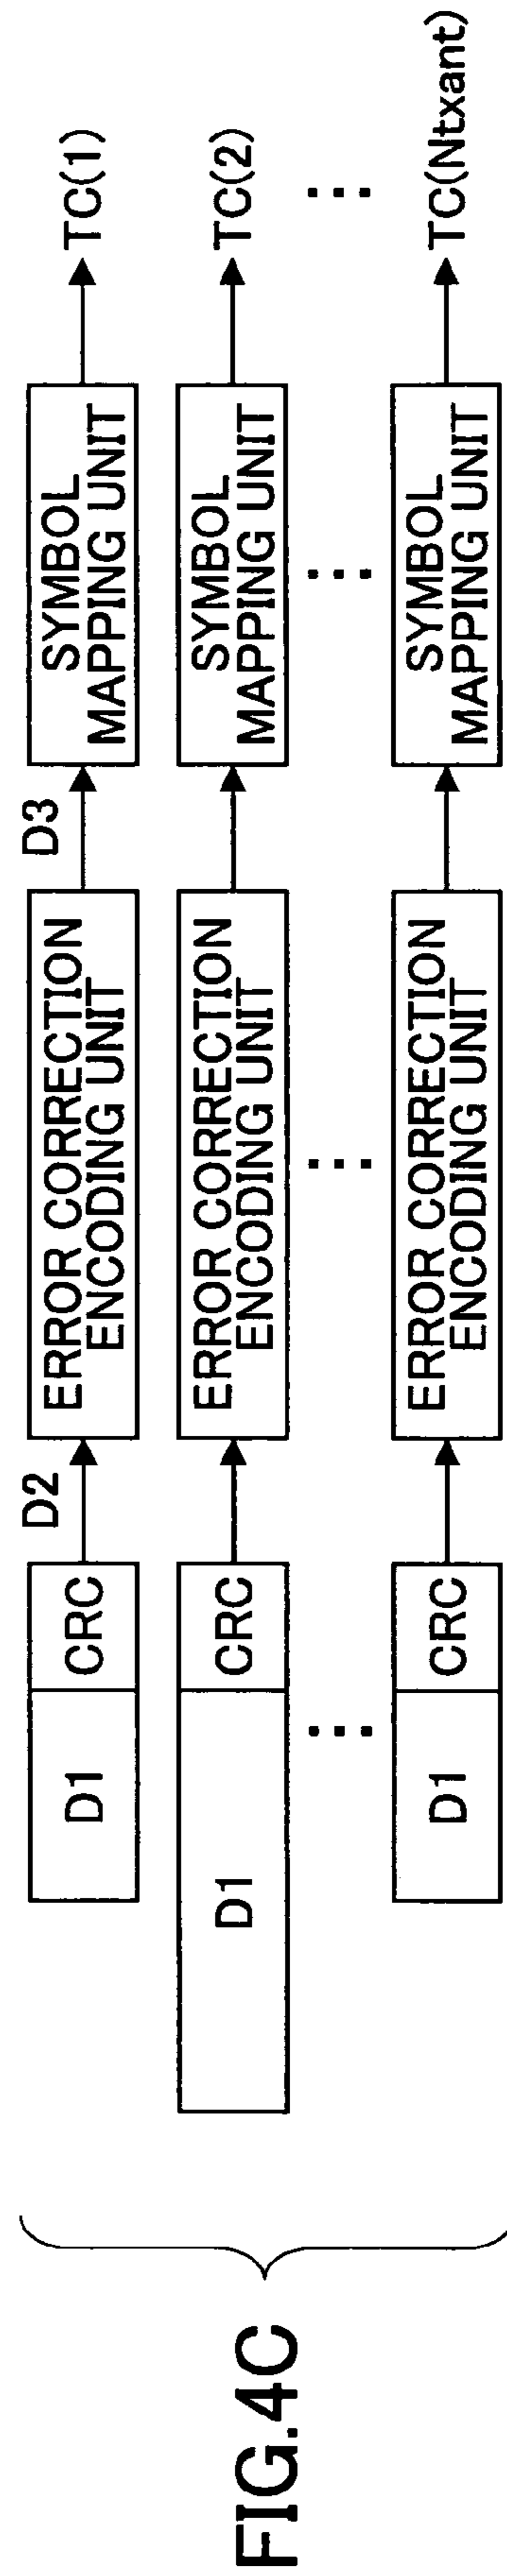 FIG.4C
D1 CRC
D2
ERROR CORRECTION
ENCODING UNIT
D3
SYMBOL
MAPPING UNIT
TC(1)
D1 CRC
ERROR CORRECTION
ENCODING UNIT
SYMBOL
MAPPING UNIT
TC(2)
...
...
...
...
D1 CRC
ERROR CORRECTION
ENCODING UNIT
SYMBOL
MAPPING UNIT
TC(Ntxant)